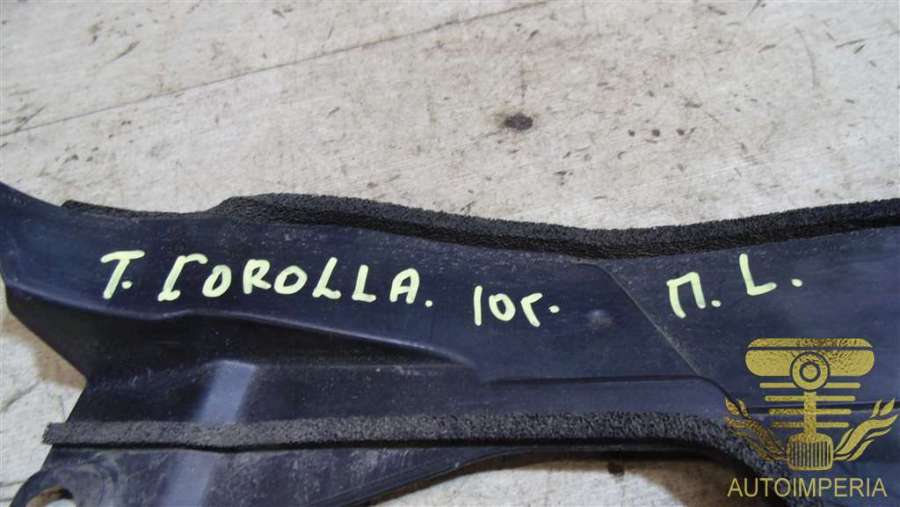 T. COROLLA. 10г. П. L.
AUTOIMPERIA